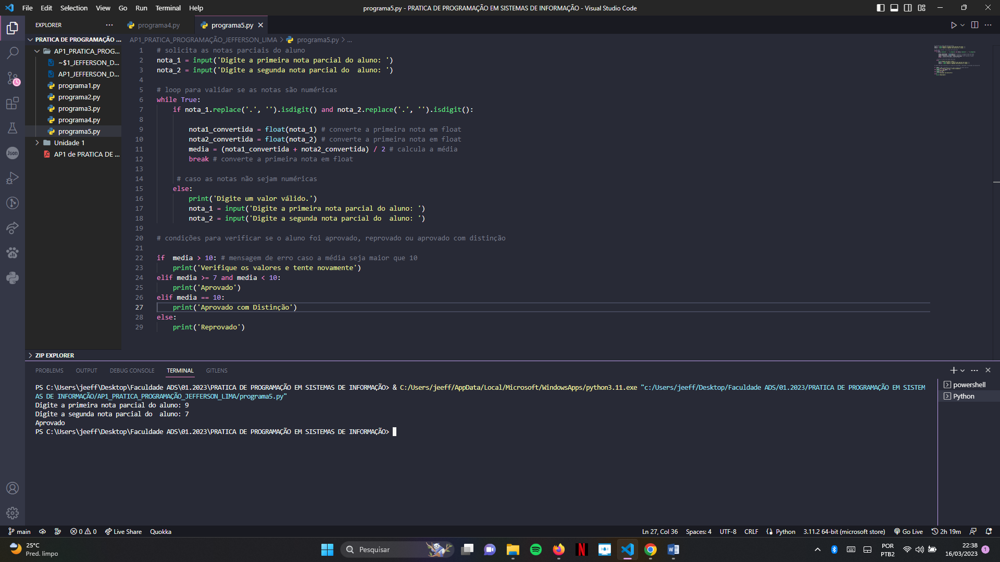 File Edit Selection View Go Run Terminal Help
programa5.py - PRATICA DE PROGRAMAÇÃO EM SISTEMAS DE INFORMAÇÃO - Visual Studio Code
EXPLORER
PRATICA DE PROGRAMAÇÃO ...
AP1_PRATICA_PROG...
~$1_JEFFERSON_D...
AP1_JEFFERSON_D...
programa1.py
programa2.py
programa3.py
programa4.py
programa5.py
Unidade 1
AP1 de PRATICA DE ...
ZIP EXPLORER
Json
programa4.py programa5.py
AP1_PRATICA_PROGRAMAÇÃO_JEFFERSON_LIMA > programa5.py > ...
1 # solicita as notas parciais do aluno
2 nota_1 = input('Digite a primeira nota parcial do aluno: ')
3 nota_2 = input('Digite a segunda nota parcial do  aluno: ')
4
5 # loop para validar se as notas são numéricas
6 while True:
7     if nota_1.replace('.', '').isdigit() and nota_2.replace('.', '').isdigit():
8
9         nota1_convertida = float(nota_1) # converte a primeira nota em float
10         nota2_convertida = float(nota_2) # converte a primeira nota em float
11         media = (nota1_convertida + nota2_convertida) / 2 # calcula a média
12         break # converte a primeira nota em float
13
14      # caso as notas não sejam numéricas
15     else:
16         print('Digite um valor válido.')
17         nota_1 = input('Digite a primeira nota parcial do aluno: ')
18         nota_2 = input('Digite a segunda nota parcial do  aluno: ')
19
20 # condições para verificar se o aluno foi aprovado, reprovado ou aprovado com distinção
21
22 if  media > 10: # mensagem de erro caso a média seja maior que 10
23     print('Verifique os valores e tente novamente')
24 elif media >= 7 and media < 10:
25     print('Aprovado')
26 elif media == 10:
27     print('Aprovado com Distinção')
28 else:
29     print('Reprovado')
PROBLEMS OUTPUT DEBUG CONSOLE TERMINAL GITLENS
PS C:\Users\jeeff\Desktop\Faculdade ADS\01.2023\PRATICA DE PROGRAMAÇÃO EM SISTEMAS DE INFORMAÇÃO> & C:/Users/jeeff/AppData/Local/Microsoft/WindowsApps/python3.11.exe "c:/Users/jeeff/Desktop/Faculdade ADS/01.2023/PRATICA DE PROGRAMAÇÃO EM SISTEM
AS DE INFORMAÇÃO/AP1_PRATICA_PROGRAMAÇÃO_JEFFERSON_LIMA/programa5.py"
Digite a primeira nota parcial do aluno: 9
Digite a segunda nota parcial do  aluno: 7
Aprovado
PS C:\Users\jeeff\Desktop\Faculdade ADS\01.2023\PRATICA DE PROGRAMAÇÃO EM SISTEMAS DE INFORMAÇÃO>
powershell
Python
main 0 0 Live Share Quokka
Ln 27, Col 36 Spaces: 4 UTF-8 CRLF Python 3.11.2 64-bit (microsoft store) Go Live 2h 19m
25°C
Pred. limpo
Pesquisar
POR
PTB2
22:38
16/03/2023
1